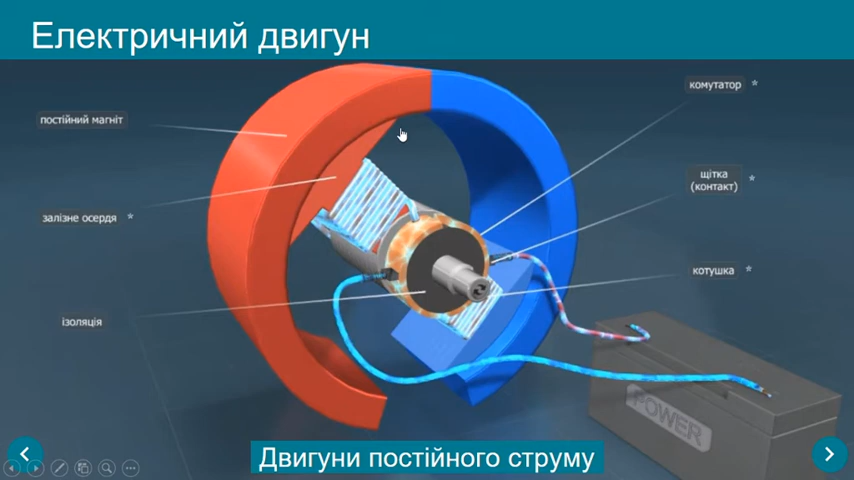 Електричний двигун
постійний магніт
залізне осердя *
ізоляція
комутатор *
щітка
(контакт) *
котушка *
POWER
Двигуни постійного струму